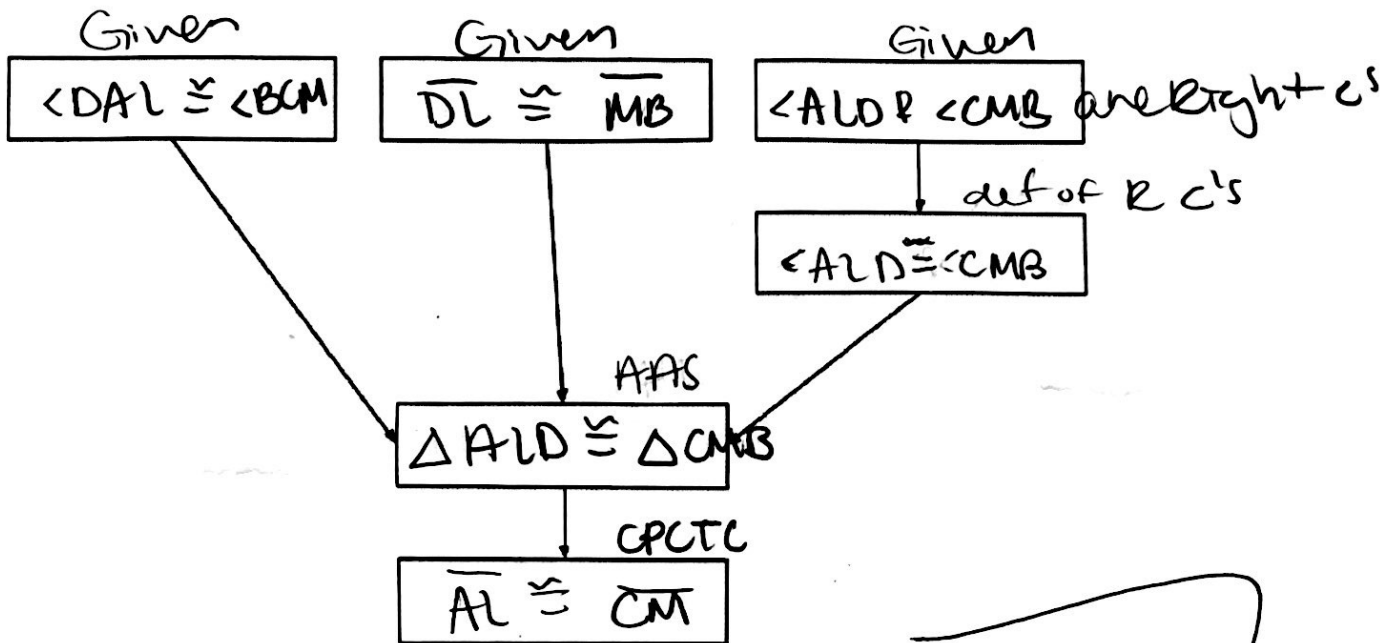 Given Given Given
<DAL ≅ <BCM DL ≅ MB <ALD & <CMB are Right <s
def of R <'s
<ALD ≅ <CMB
AAS
△ALD ≅ △CMB
CPCTC
AL ≅ CM